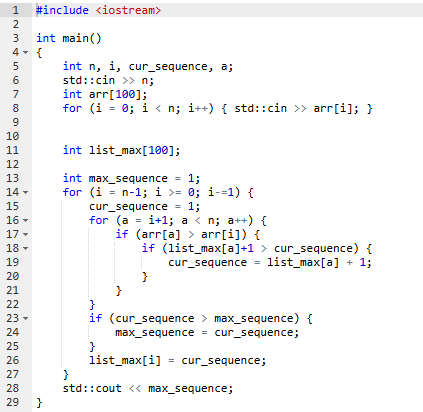 1 #include <iostream>
2
3 int main()
4 {
5 int n, i, cur_sequence, a;
6 std::cin >> n;
7 int arr[100];
8 for (i = 0; i < n; i++) { std::cin >> arr[i]; }
9
10
11 int list_max[100];
12
13 int max_sequence = 1;
14 for (i = n-1; i >= 0; i-=1) {
15 cur_sequence = 1;
16 for (a = i+1; a < n; a++) {
17 if (arr[a] > arr[i]) {
18 if (list_max[a]+1 > cur_sequence) {
19 cur_sequence = list_max[a] + 1;
20 }
21 }
22 }
23 if (cur_sequence > max_sequence) {
24 max_sequence = cur_sequence;
25 }
26 list_max[i] = cur_sequence;
27 }
28 std::cout << max_sequence;
29 }